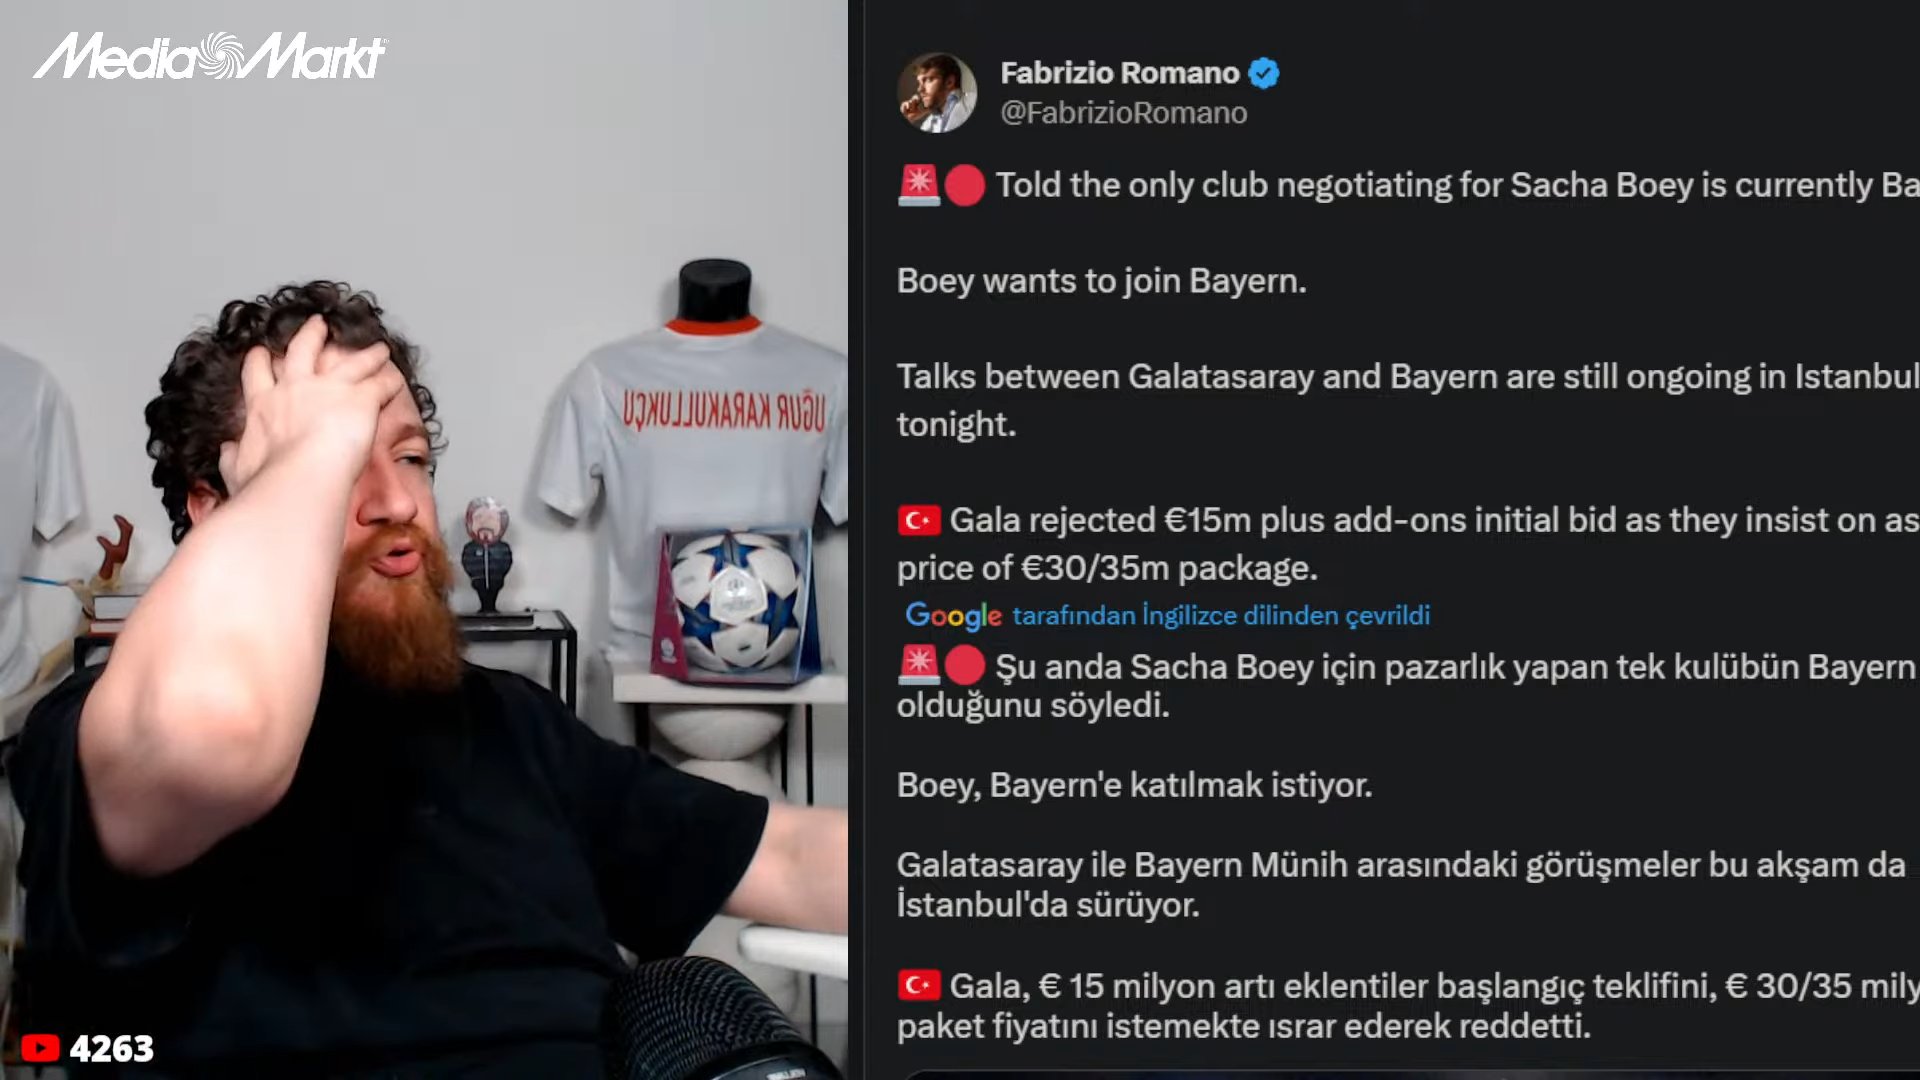 MediaMarkt
UĞUR KARAKULLUKÇU
4263
Fabrizio Romano
@FabrizioRomano
Told the only club negotiating for Sacha Boey is currently Ba
Boey wants to join Bayern.
Talks between Galatasaray and Bayern are still ongoing in Istanbul
tonight.
Gala rejected €15m plus add-ons initial bid as they insist on as
price of €30/35m package.
Google tarafından İngilizce dilinden çevrildi
Şu anda Sacha Boey için pazarlık yapan tek kulübün Bayern
olduğunu söyledi.
Boey, Bayern'e katılmak istiyor.
Galatasaray ile Bayern Münih arasındaki görüşmeler bu akşam da
İstanbul'da sürüyor.
Gala, € 15 milyon artı eklentiler başlangıç teklifini, € 30/35 mily
paket fiyatını istemekte ısrar ederek reddetti.